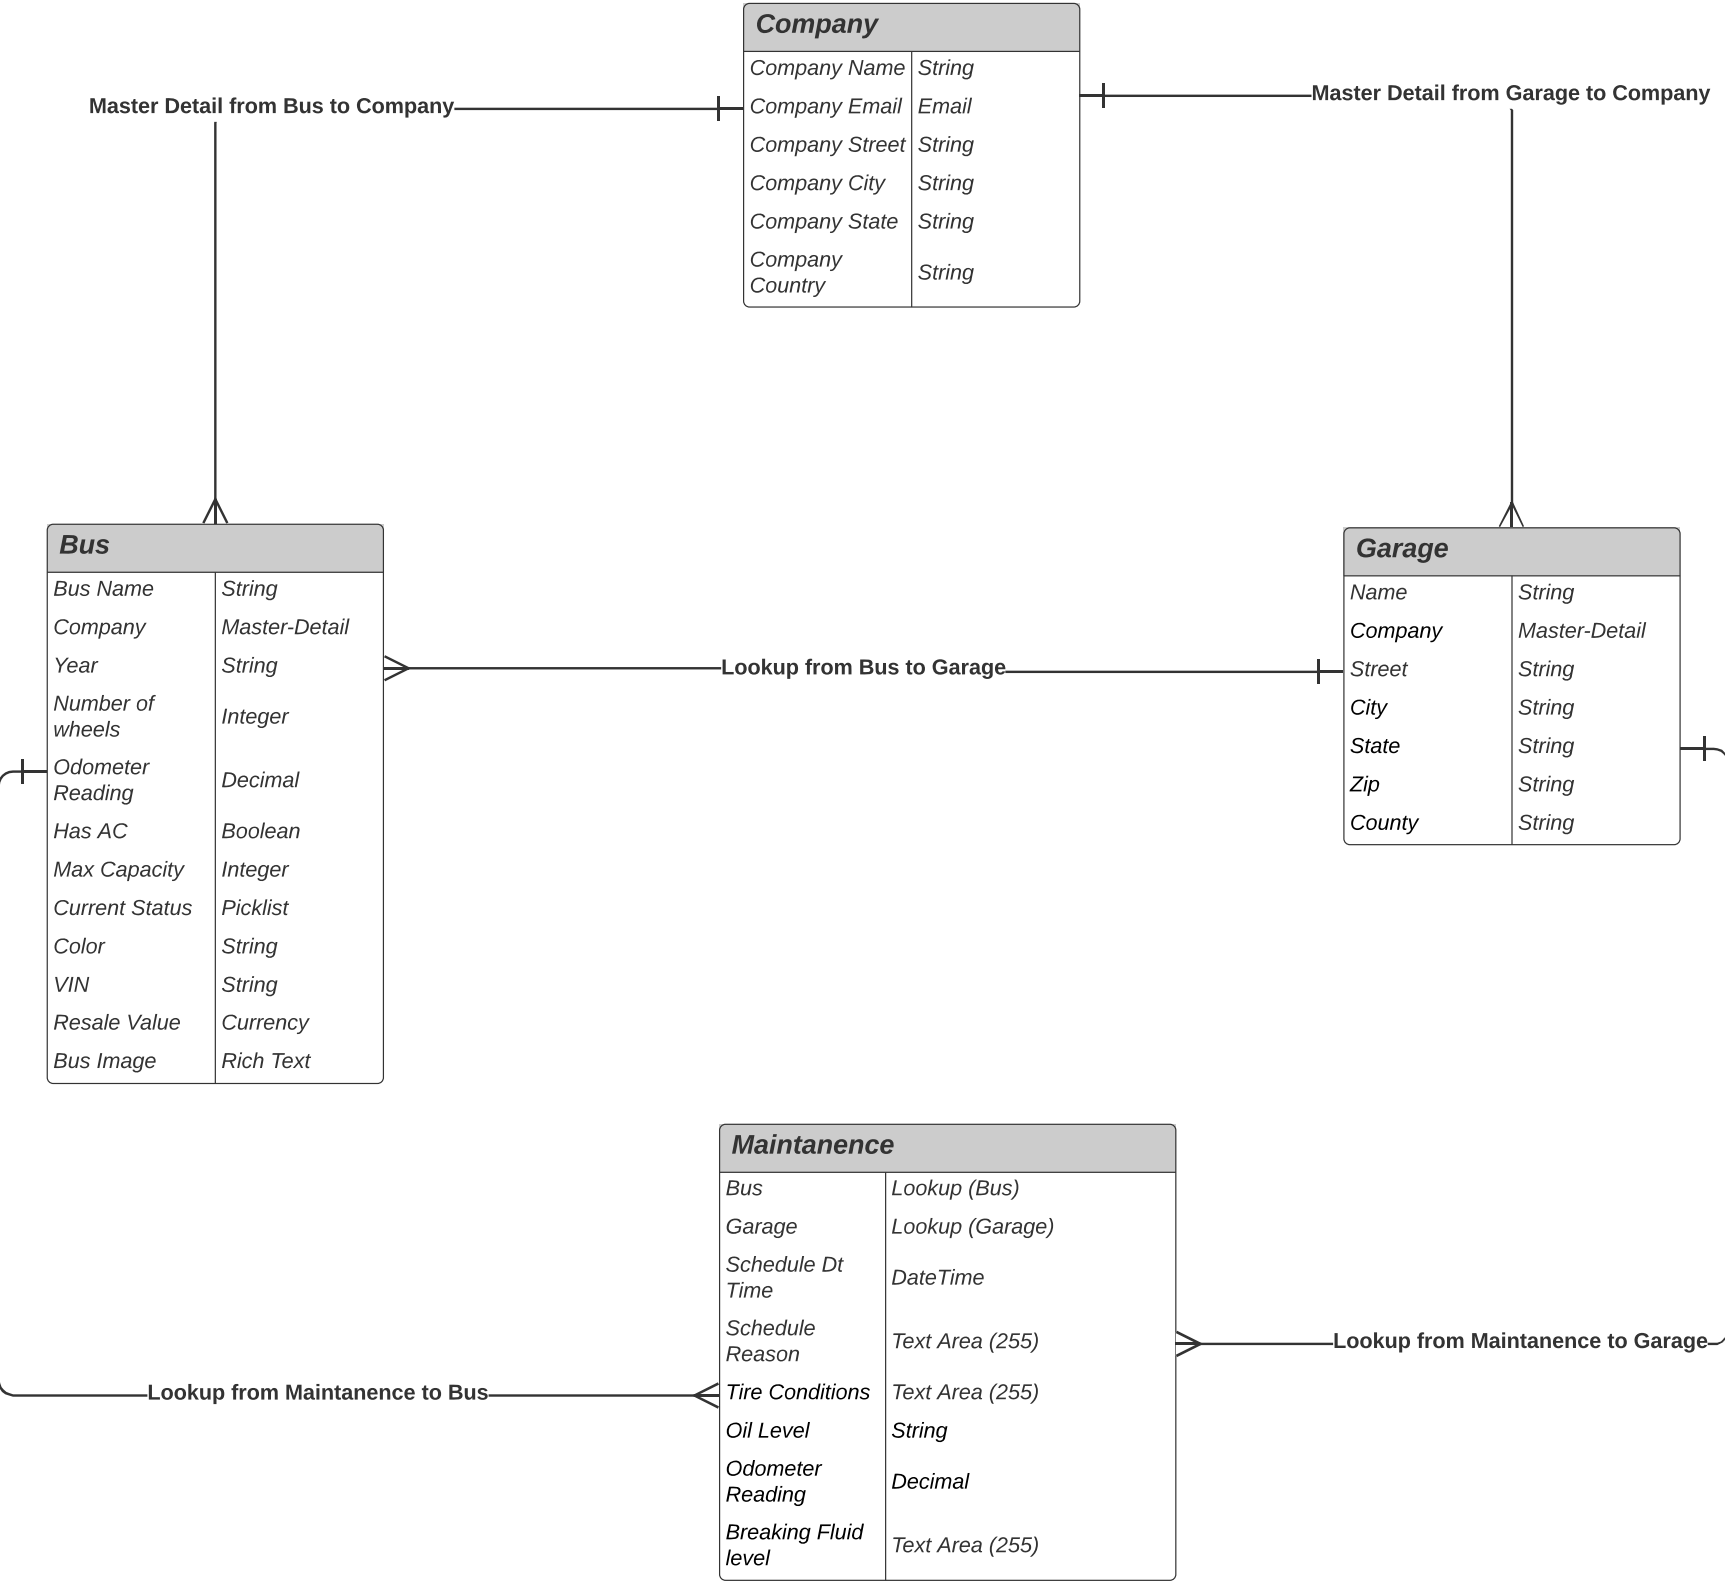 Company
Company Name String
Company Email Email
Company Street String
Company City String
Company State String
Company
Country
String
Master Detail from Bus to Company
Master Detail from Garage to Company
Bus
Bus Name String
Company Master-Detail
Year String
Number of
wheels
Integer
Odometer
Reading
Decimal
Has AC Boolean
Max Capacity Integer
Current Status Picklist
Color String
VIN String
Resale Value Currency
Bus Image Rich Text
Lookup from Bus to Garage
Garage
Name String
Company Master-Detail
Street String
City String
State String
Zip String
County String
Maintanence
Bus Lookup (Bus)
Garage Lookup (Garage)
Schedule Dt
Time
DateTime
Schedule
Reason
Text Area (255)
Tire Conditions Text Area (255)
Oil Level String
Odometer
Reading
Decimal
Breaking Fluid
level
Text Area (255)
Lookup from Maintanence to Bus
Lookup from Maintanence to Garage